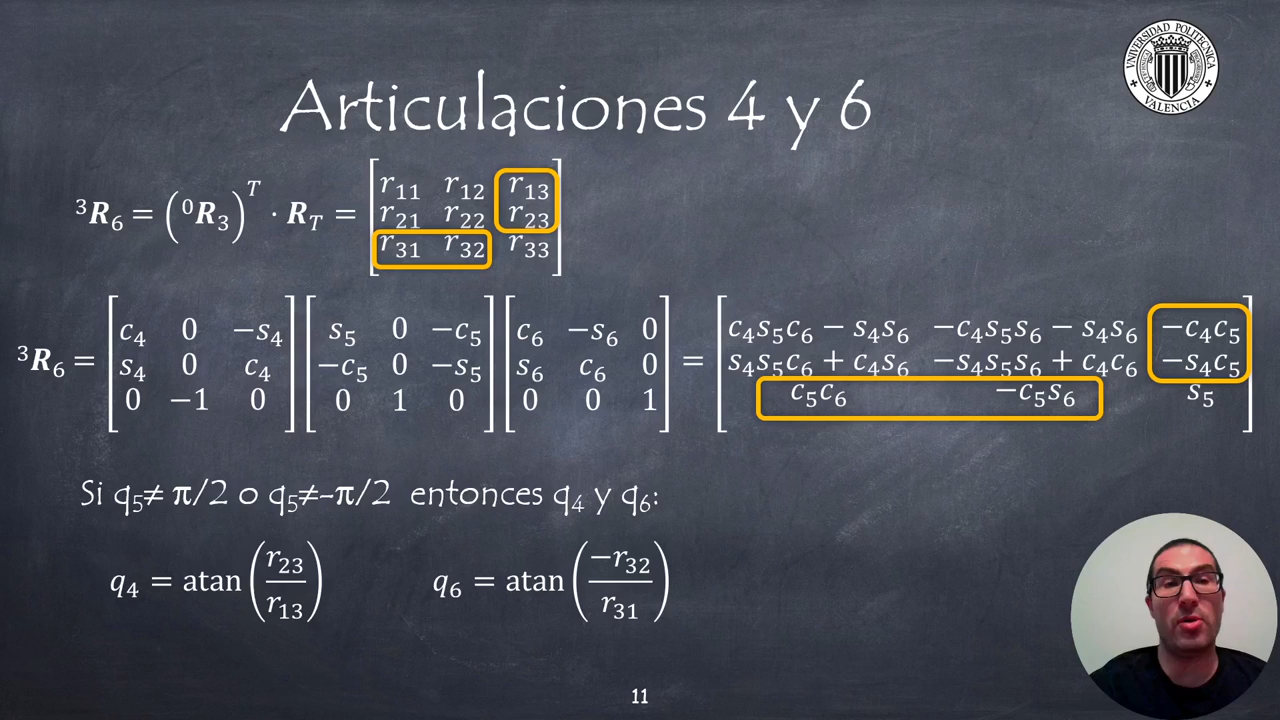 UNIVERSIDAD POLITECNICA
VALENCIA
Articulaciones 4 y 6
³R₆ = (⁰R₃)ᵀ · R_T = [r₁₁ r₁₂ r₁₃
r₂₁ r₂₂ r₂₃
r₃₁ r₃₂ r₃₃]
³R₆ = [c₄ 0 −s₄] [s₅ 0 −c₅] [c₆ −s₆ 0] = [c₄s₅c₆ − s₄s₆ −c₄s₅s₆ − s₄s₆ −c₄c₅]
[s₄ 0 c₄] [−c₅ 0 −s₅] [s₆ c₆ 0] [s₄s₅c₆ + c₄s₆ −s₄s₅s₆ + c₄c₆ −s₄c₅]
[0 −1 0] [0 1 0] [0 0 1] [c₅c₆ −c₅s₆ s₅]
Si q₅≠ π/2 o q₅≠-π/2 entonces q₄ y q₆:
q₄ = atan(r₂₃/r₁₃) q₆ = atan(−r₃₂/r₃₁)
11